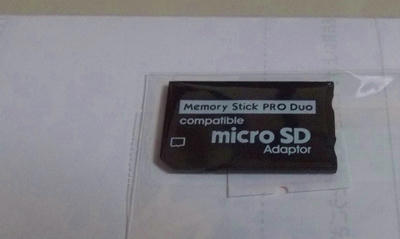 Memory Stick PRO Duo
compatible
micro SD
Adaptor